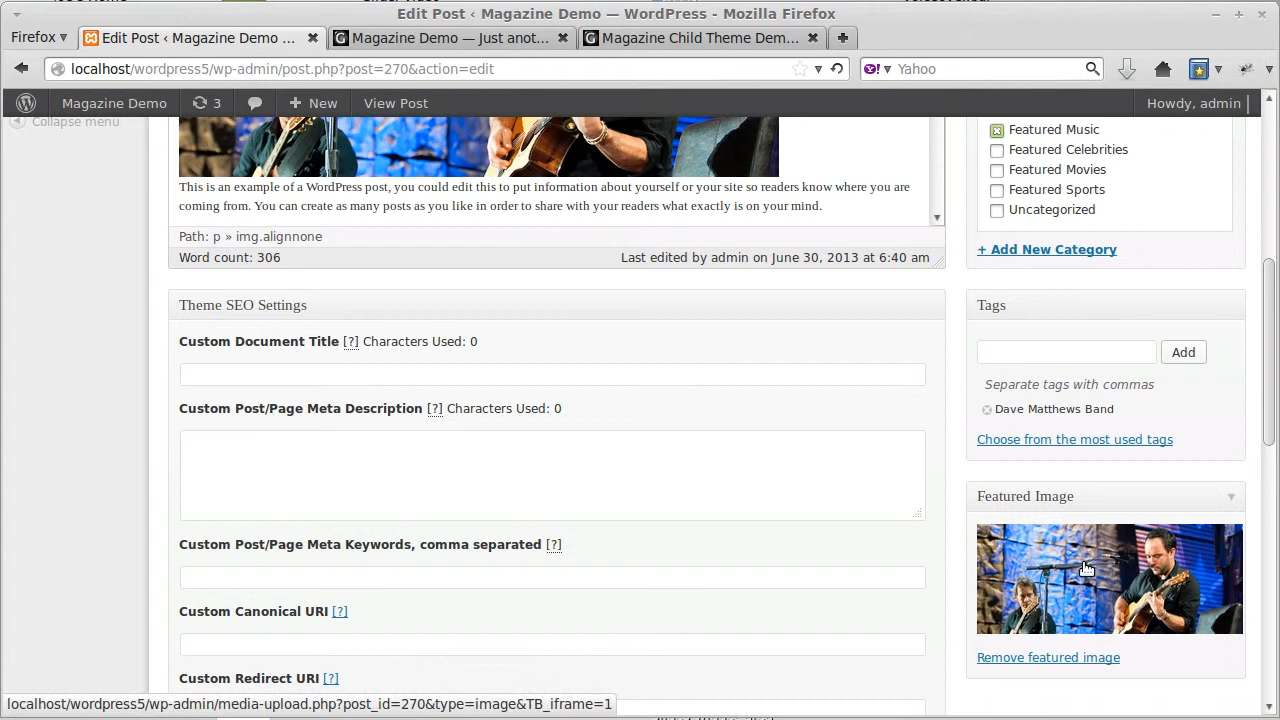 Edit Post ‹ Magazine Demo — WordPress - Mozilla Firefox
Firefox
Edit Post ‹ Magazine Demo ...
Magazine Demo — Just anot...
Magazine Child Theme Dem...
localhost/wordpress5/wp-admin/post.php?post=270&action=edit
Yahoo
Magazine Demo
3
New
View Post
Howdy, admin
Collapse menu
This is an example of a WordPress post, you could edit this to put information about yourself or your site so readers know where you are
coming from. You can create as many posts as you like in order to share with your readers what exactly is on your mind.
Path: p » img.alignnone
Word count: 306
Last edited by admin on June 30, 2013 at 6:40 am
Theme SEO Settings
Custom Document Title [?] Characters Used: 0
Custom Post/Page Meta Description [?] Characters Used: 0
Custom Post/Page Meta Keywords, comma separated [?]
Custom Canonical URI [?]
Custom Redirect URI [?]
Featured Music
Featured Celebrities
Featured Movies
Featured Sports
Uncategorized
+ Add New Category
Tags
Add
Separate tags with commas
Dave Matthews Band
Choose from the most used tags
Featured Image
Remove featured image
localhost/wordpress5/wp-admin/media-upload.php?post_id=270&type=image&TB_iframe=1